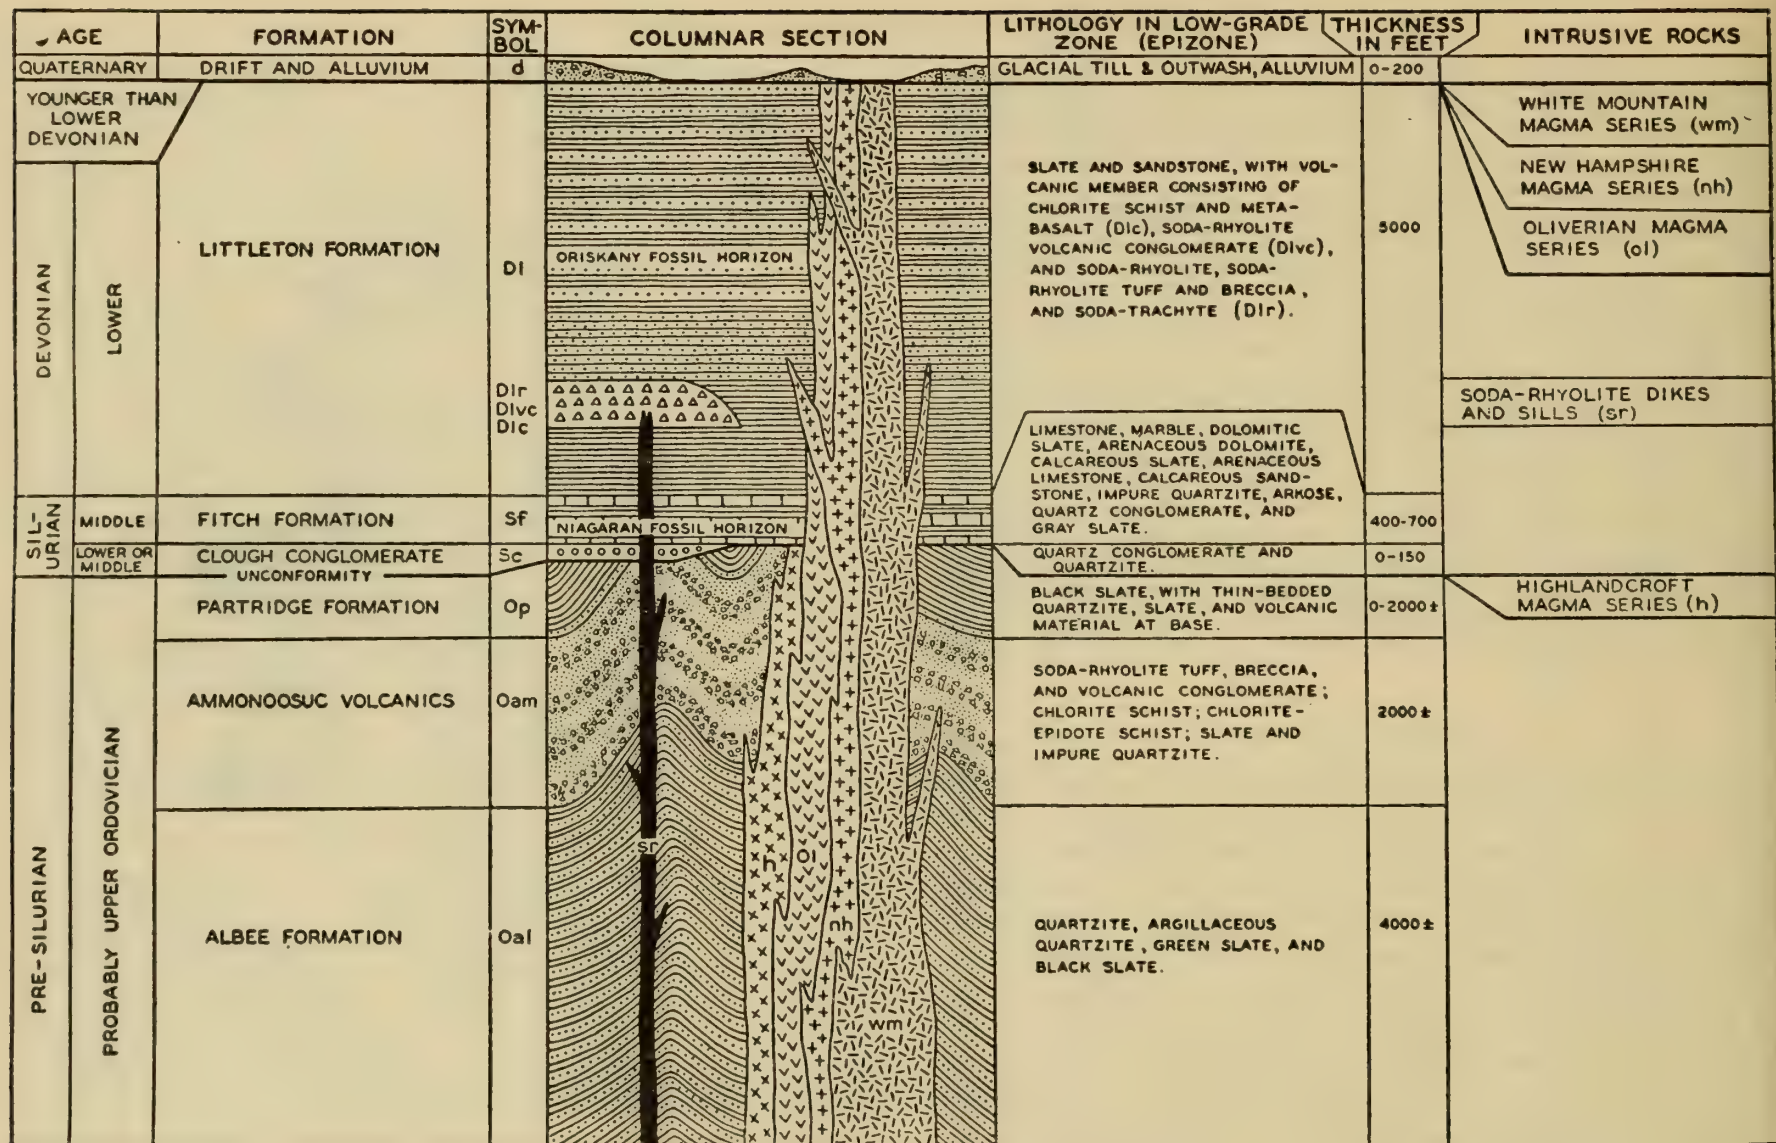 AGE
FORMATION
SYM-
BOL
COLUMNAR SECTION
LITHOLOGY IN LOW-GRADE
ZONE (EPIZONE)
THICKNESS
IN FEET
INTRUSIVE ROCKS
QUATERNARY
DRIFT AND ALLUVIUM
d
GLACIAL TILL & OUTWASH, ALLUVIUM
0-200
YOUNGER THAN
LOWER
DEVONIAN
WHITE MOUNTAIN
MAGMA SERIES (wm)
NEW HAMPSHIRE
MAGMA SERIES (nh)
OLIVERIAN MAGMA
SERIES (ol)
DEVONIAN
LOWER
LITTLETON FORMATION
Dl
ORISKANY FOSSIL HORIZON
SLATE AND SANDSTONE, WITH VOL-
CANIC MEMBER CONSISTING OF
CHLORITE SCHIST AND META-
BASALT (Dlc), SODA-RHYOLITE
VOLCANIC CONGLOMERATE (Dlvc),
AND SODA-RHYOLITE, SODA-
RHYOLITE TUFF AND BRECCIA,
AND SODA-TRACHYTE (Dlr).
5000
Dlr
Dlvc
Dlc
SODA-RHYOLITE DIKES
AND SILLS (sr)
SIL-
URIAN
MIDDLE
FITCH FORMATION
Sf
NIAGARAN FOSSIL HORIZON
LIMESTONE, MARBLE, DOLOMITIC
SLATE, ARENACEOUS DOLOMITE,
CALCAREOUS SLATE, ARENACEOUS
LIMESTONE, CALCAREOUS SAND-
STONE, IMPURE QUARTZITE, ARKOSE,
QUARTZ CONGLOMERATE, AND
GRAY SLATE.
400-700
LOWER OR
MIDDLE
CLOUGH CONGLOMERATE
Sc
QUARTZ CONGLOMERATE AND
QUARTZITE.
0-150
UNCONFORMITY
HIGHLANDCROFT
MAGMA SERIES (h)
PRE-SILURIAN
PROBABLY UPPER ORDOVICIAN
PARTRIDGE FORMATION
Op
BLACK SLATE, WITH THIN-BEDDED
QUARTZITE, SLATE, AND VOLCANIC
MATERIAL AT BASE.
0-2000±
AMMONOOSUC VOLCANICS
Oam
SODA-RHYOLITE TUFF, BRECCIA,
AND VOLCANIC CONGLOMERATE;
CHLORITE SCHIST; CHLORITE-
EPIDOTE SCHIST; SLATE AND
IMPURE QUARTZITE.
2000±
ALBEE FORMATION
Oal
sr
h
Ol
nh
wm
QUARTZITE, ARGILLACEOUS
QUARTZITE, GREEN SLATE, AND
BLACK SLATE.
4000±